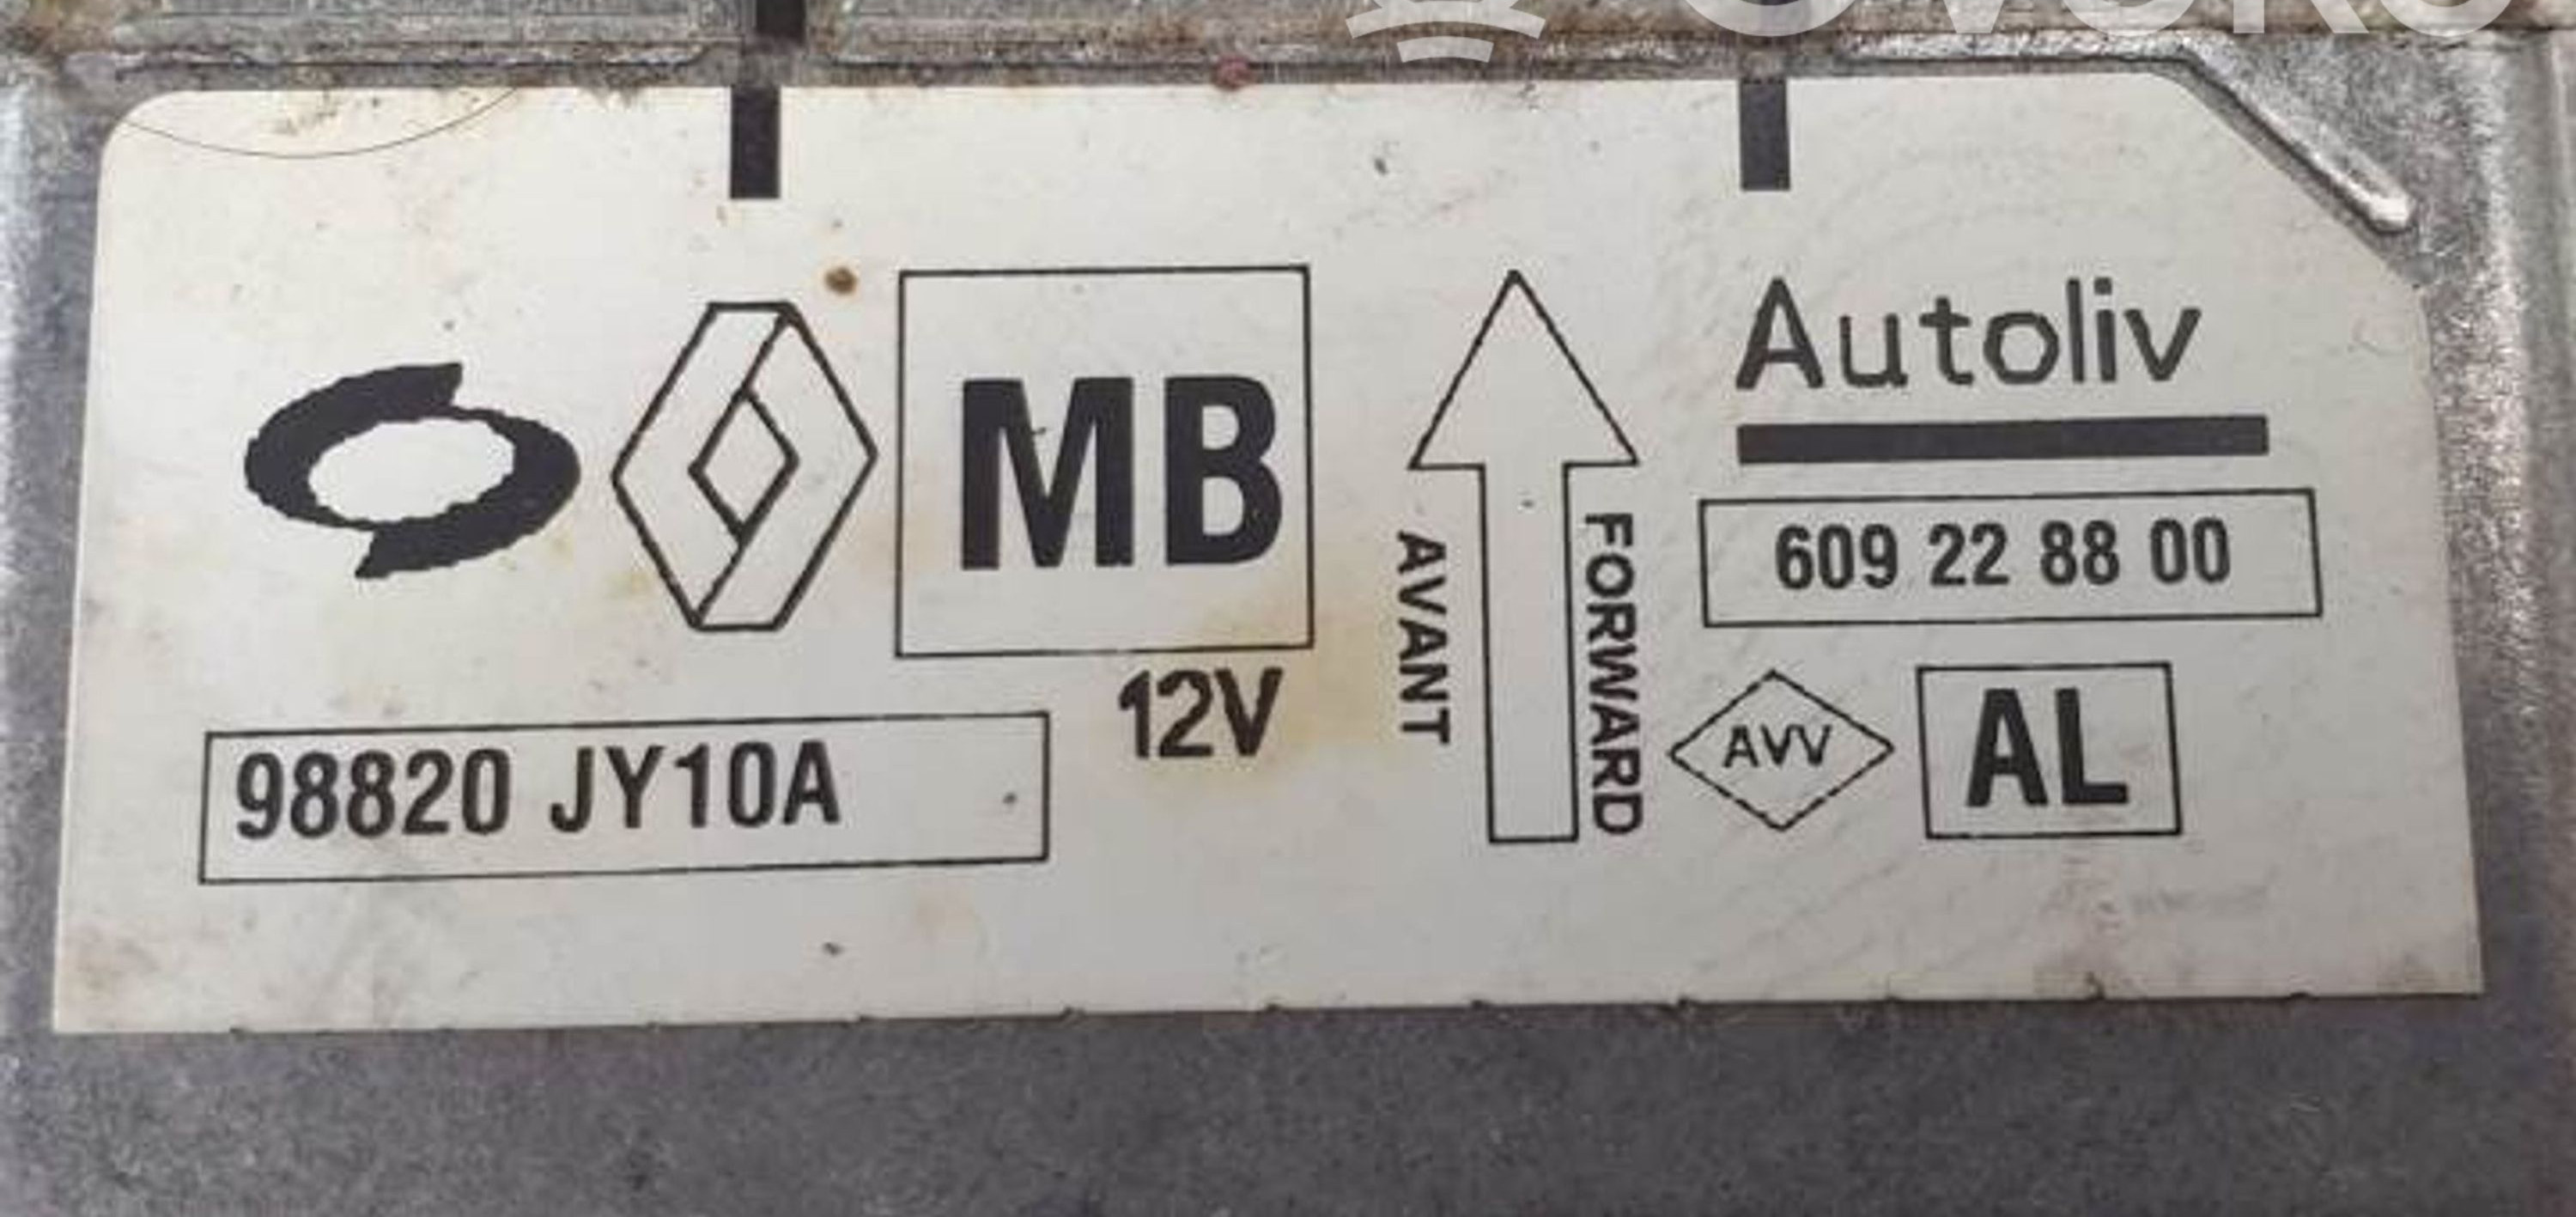 MB
12V
98820 JY10A
AVANT
FORWARD
Autoliv
609 22 88 00
AVV
AL